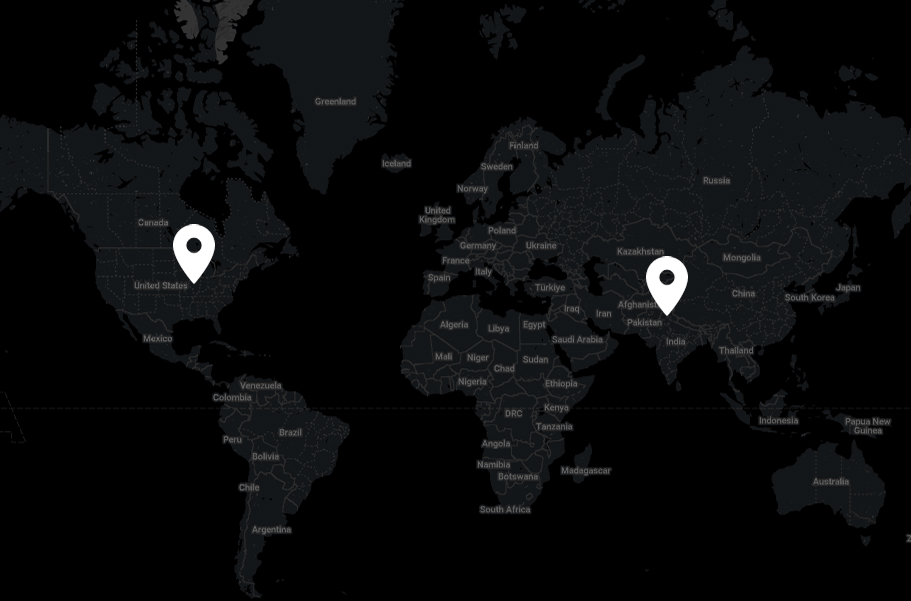 Greenland
Iceland
Finland
Sweden
Norway
Russia
Canada
United
Kingdom
Poland
Germany
Ukraine
France
Italy
Spain
Kazakhstan
Mongolia
United States
Türkiye
China
Japan
South Korea
Afghanist
Iraq
Iran
Pakistan
Algeria
Libya
Egypt
Saudi Arabia
India
Mexico
Thailand
Mali
Niger
Chad
Sudan
Nigeria
Ethiopia
Venezuela
Colombia
Kenya
DRC
Tanzania
Indonesia
Papua New
Guinea
Brazil
Peru
Angola
Bolivia
Namibia
Botswana
Madagascar
Chile
Australia
South Africa
Argentina
Z